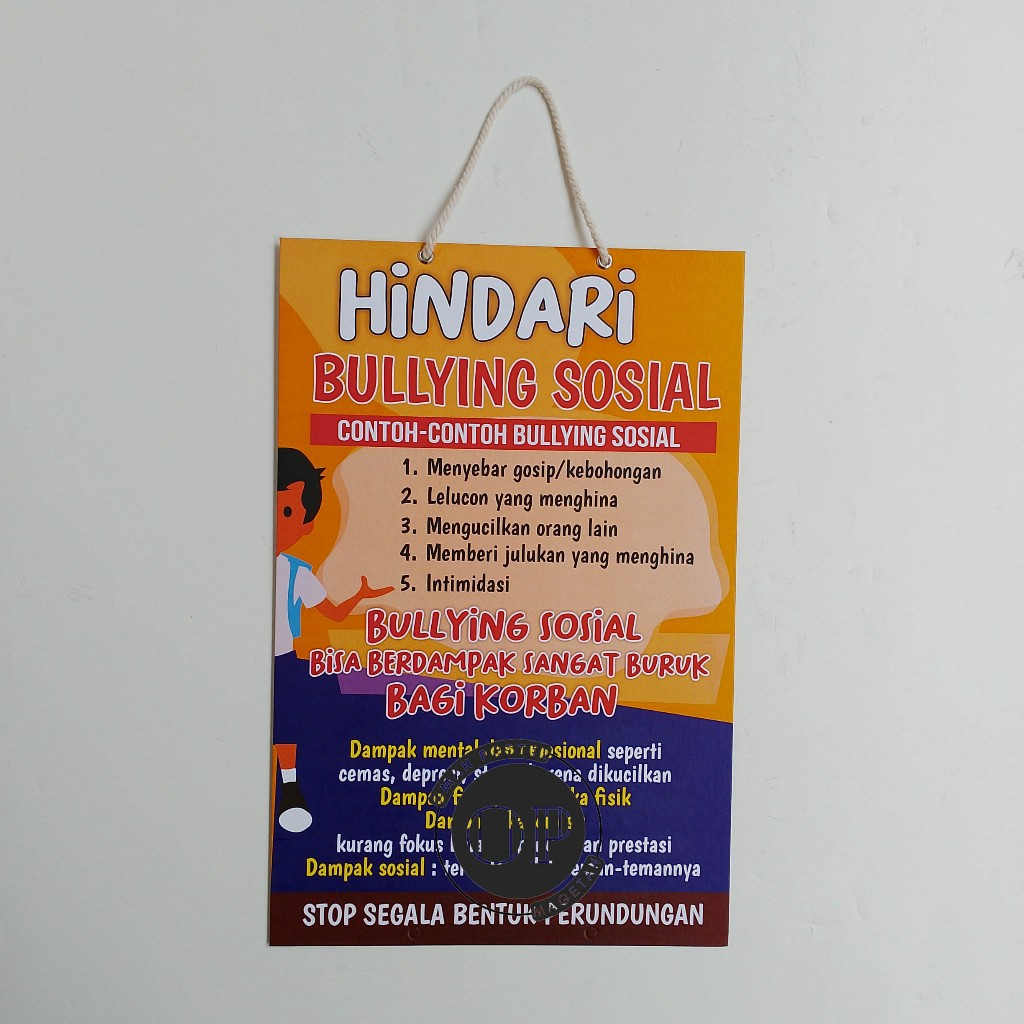 HINDARI
BULLYING SOSIAL
CONTOH-CONTOH BULLYING SOSIAL
1. Menyebar gosip/kebohongan
2. Lelucon yang menghina
3. Mengucilkan orang lain
4. Memberi julukan yang menghina
5. Intimidasi
BULLYING SOSIAL
BISA BERDAMPAK SANGAT BURUK
BAGI KORBAN
Dampak mental seperti
cemas, dikucilkan
fisik
kurang fokus prestasi
Dampak sosial :
STOP SEGALA BENTUK PERUNDUNGAN
OP
MAGETAN